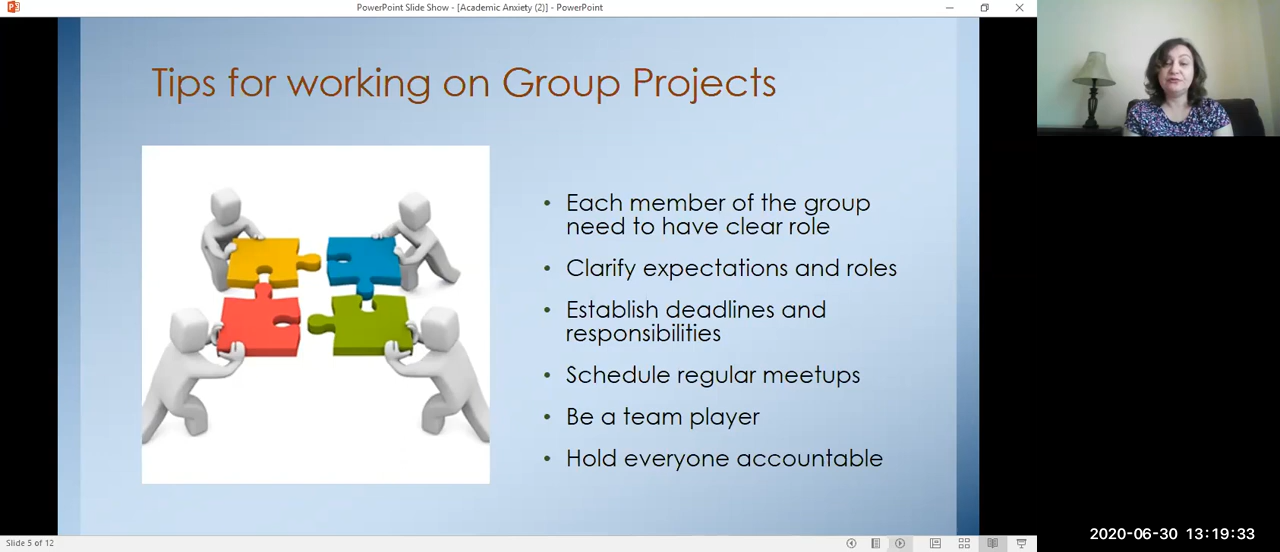 PowerPoint Slide Show - [Academic Anxiety (2)] - PowerPoint
Tips for working on Group Projects
• Each member of the group
need to have clear role
• Clarify expectations and roles
• Establish deadlines and
responsibilities
• Schedule regular meetups
• Be a team player
• Hold everyone accountable
Slide 5 of 12
2020-06-30 13:19:33